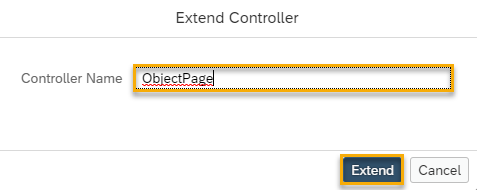 Extend Controller
Controller Name ObjectPage
Extend Cancel